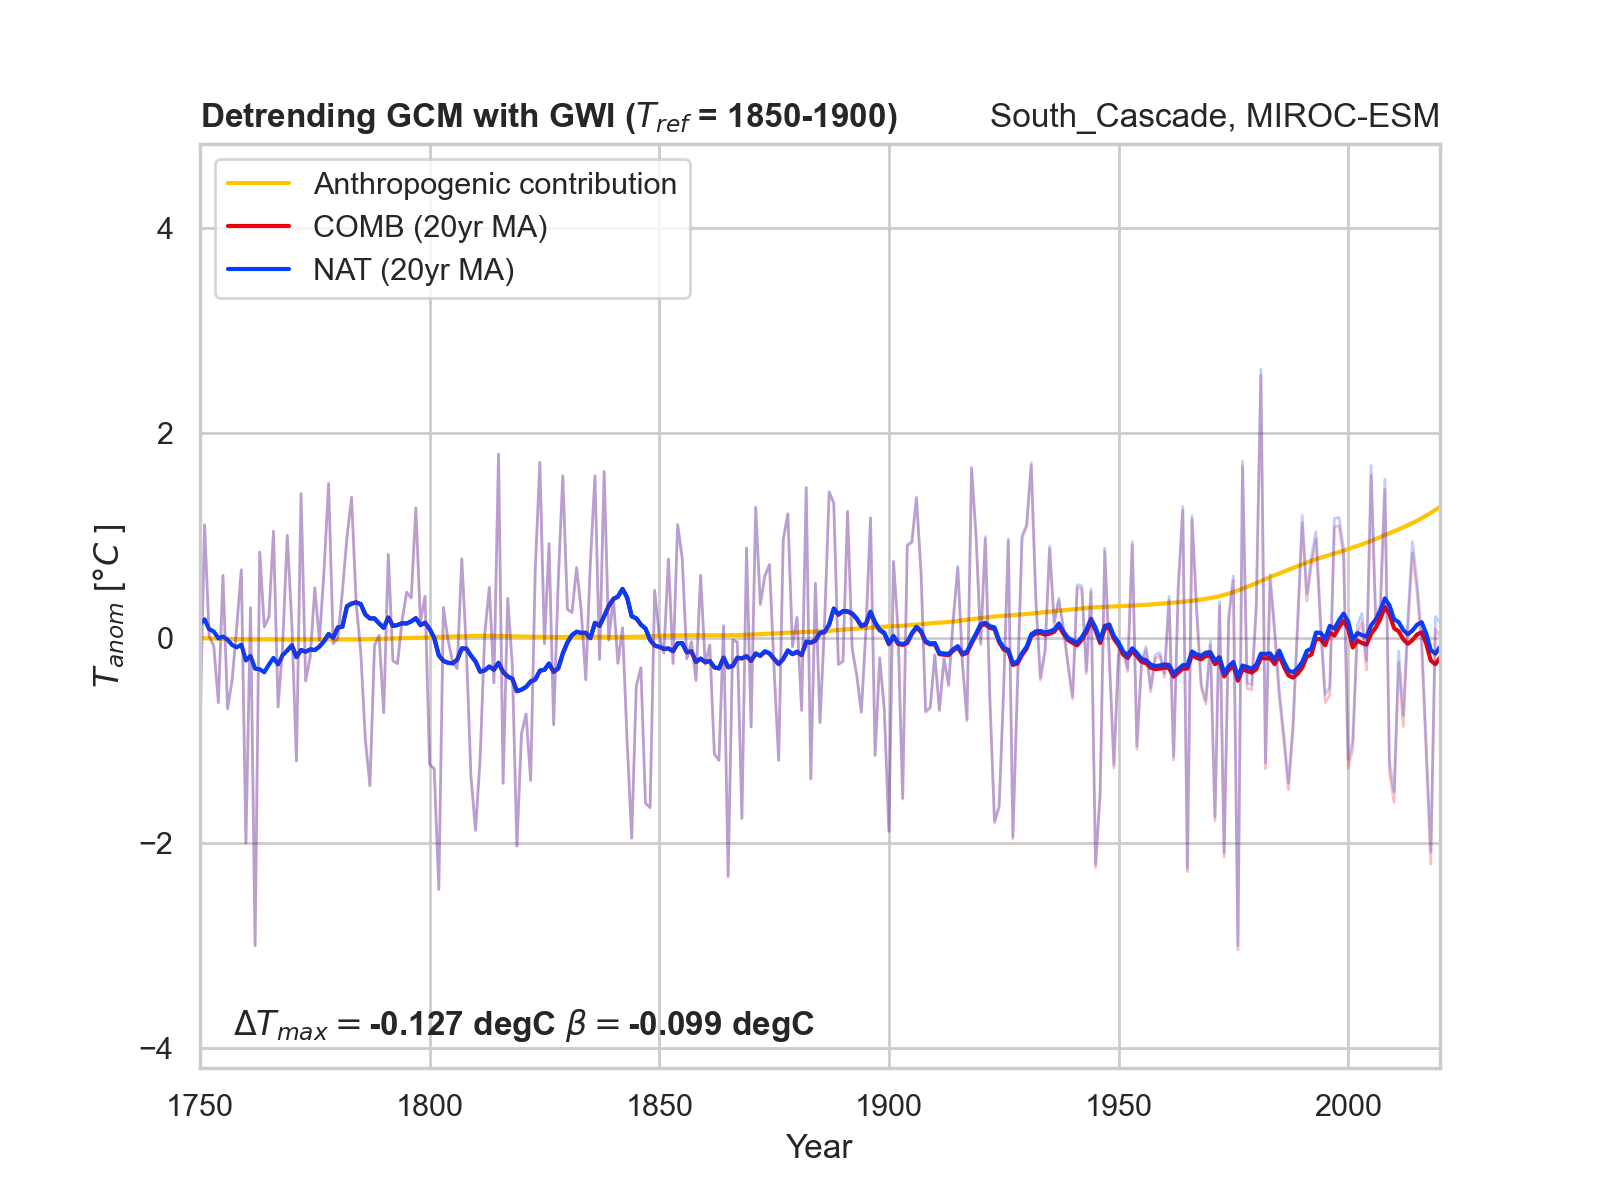 Detrending GCM with GWI (T_ref = 1850-1900) South_Cascade, MIROC-ESM
Anthropogenic contribution
COMB (20yr MA)
NAT (20yr MA)
4
2
0
−2
−4
T_anom [°C ]
ΔT_max = -0.127 degC β = -0.099 degC
1750 1800 1850 1900 1950 2000
Year